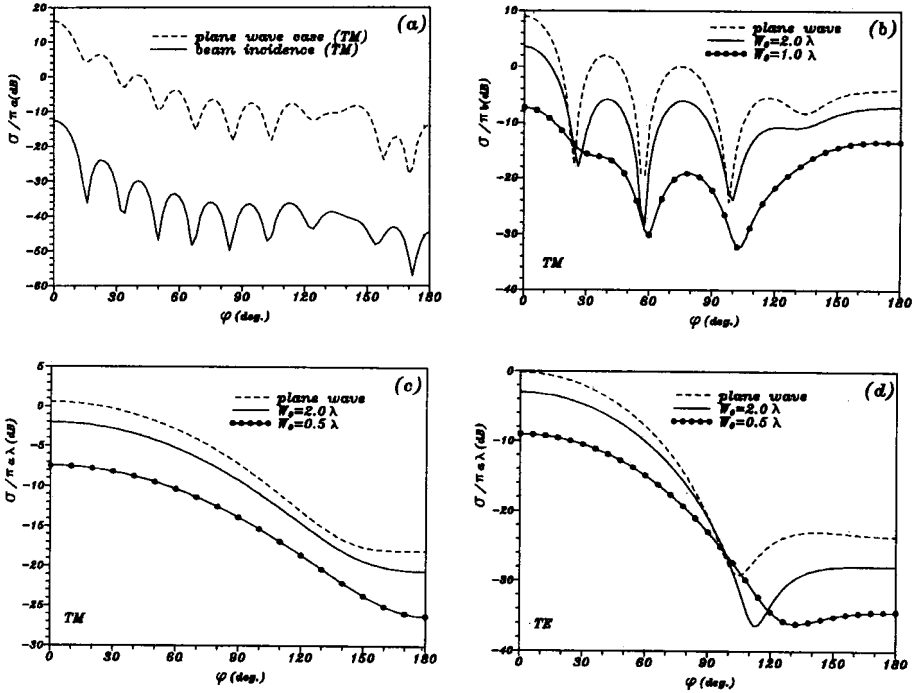 (a)
plane wave case (TM)
beam incidence (TM)
σ/πa(dB)
20
10
0
-10
-20
-30
-40
-50
-60
0 30 60 90 120 150 180
φ (deg.)
(b)
plane wave
W₀=2.0 λ
W₀=1.0 λ
σ/πb(dB)
10
0
-10
-20
-30
-40
TM
0 30 60 90 120 150 180
φ (deg.)
(c)
plane wave
W₀=2.0 λ
W₀=0.5 λ
σ/πaλ(dB)
5
0
-5
-10
-15
-20
-25
-30
TM
0 30 60 90 120 150 180
φ (deg.)
(d)
plane wave
W₀=2.0 λ
W₀=0.5 λ
σ/πaλ(dB)
0
-10
-20
-30
-40
TE
0 30 60 90 120 150 180
φ (deg.)